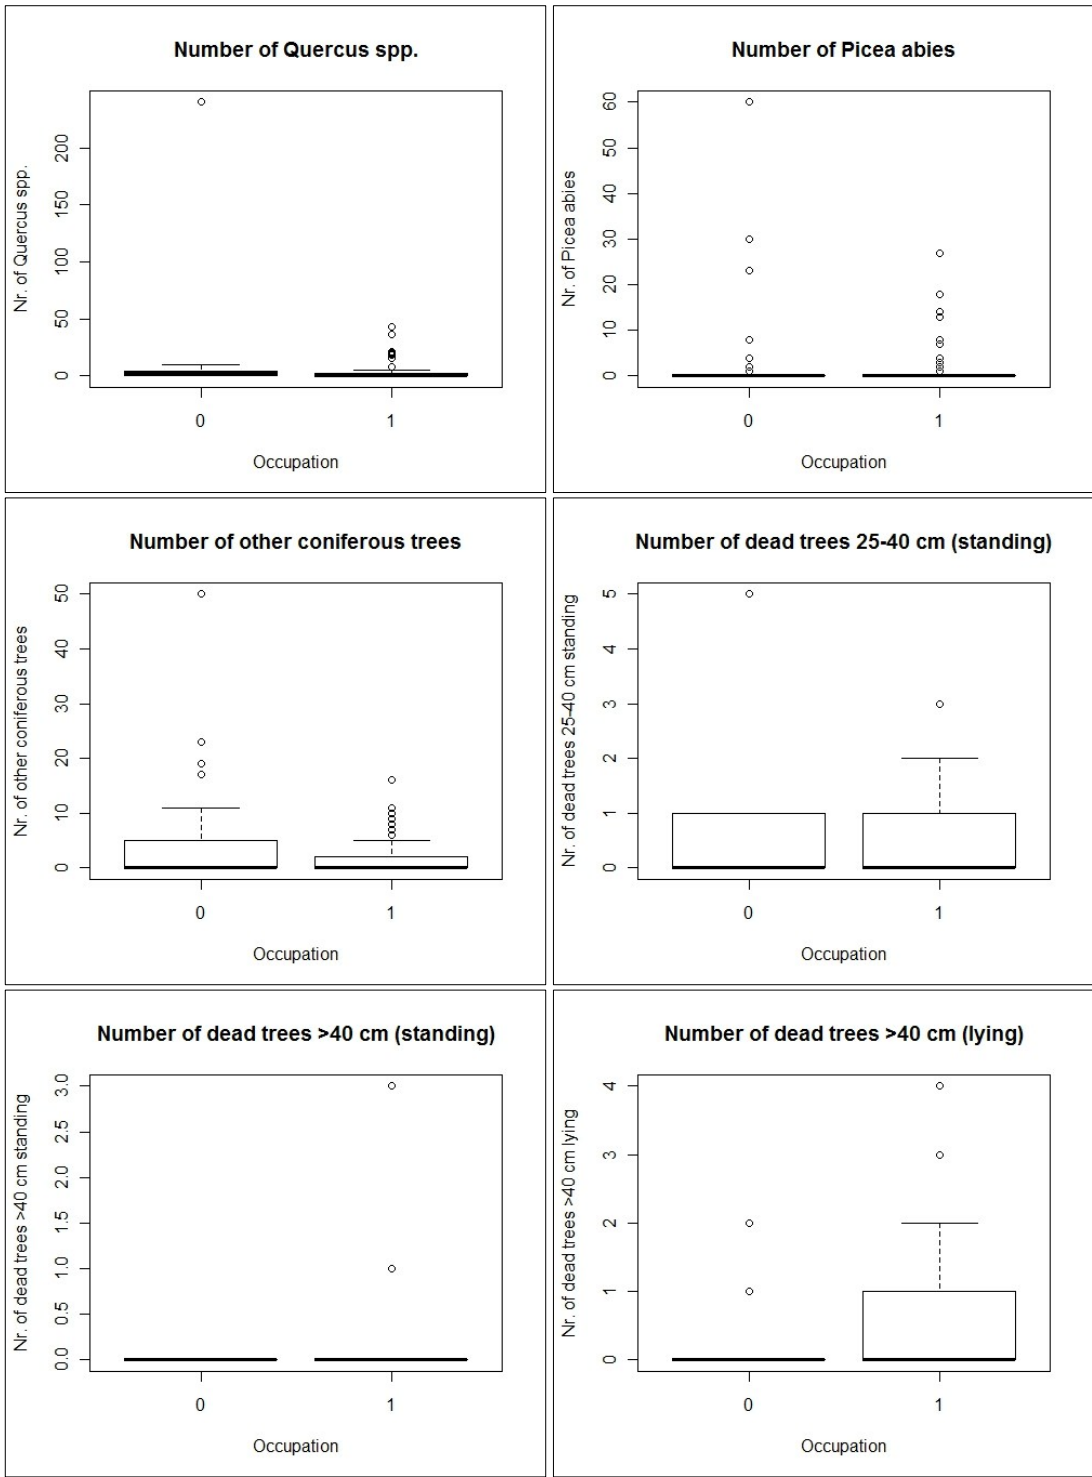 Number of Quercus spp.
Nr. of Quercus spp.
200
150
100
50
0
0 1
Occupation
Number of Picea abies
Nr. of Picea abies
60
50
40
30
20
10
0
0 1
Occupation
Number of other coniferous trees
Nr. of other coniferous trees
50
40
30
20
10
0
0 1
Occupation
Number of dead trees 25-40 cm (standing)
Nr. of dead trees 25-40 cm standing
5
4
3
2
1
0
0 1
Occupation
Number of dead trees >40 cm (standing)
Nr. of dead trees >40 cm standing
3.0
2.5
2.0
1.5
1.0
0.5
0.0
0 1
Occupation
Number of dead trees >40 cm (lying)
Nr. of dead trees >40 cm lying
4
3
2
1
0
0 1
Occupation